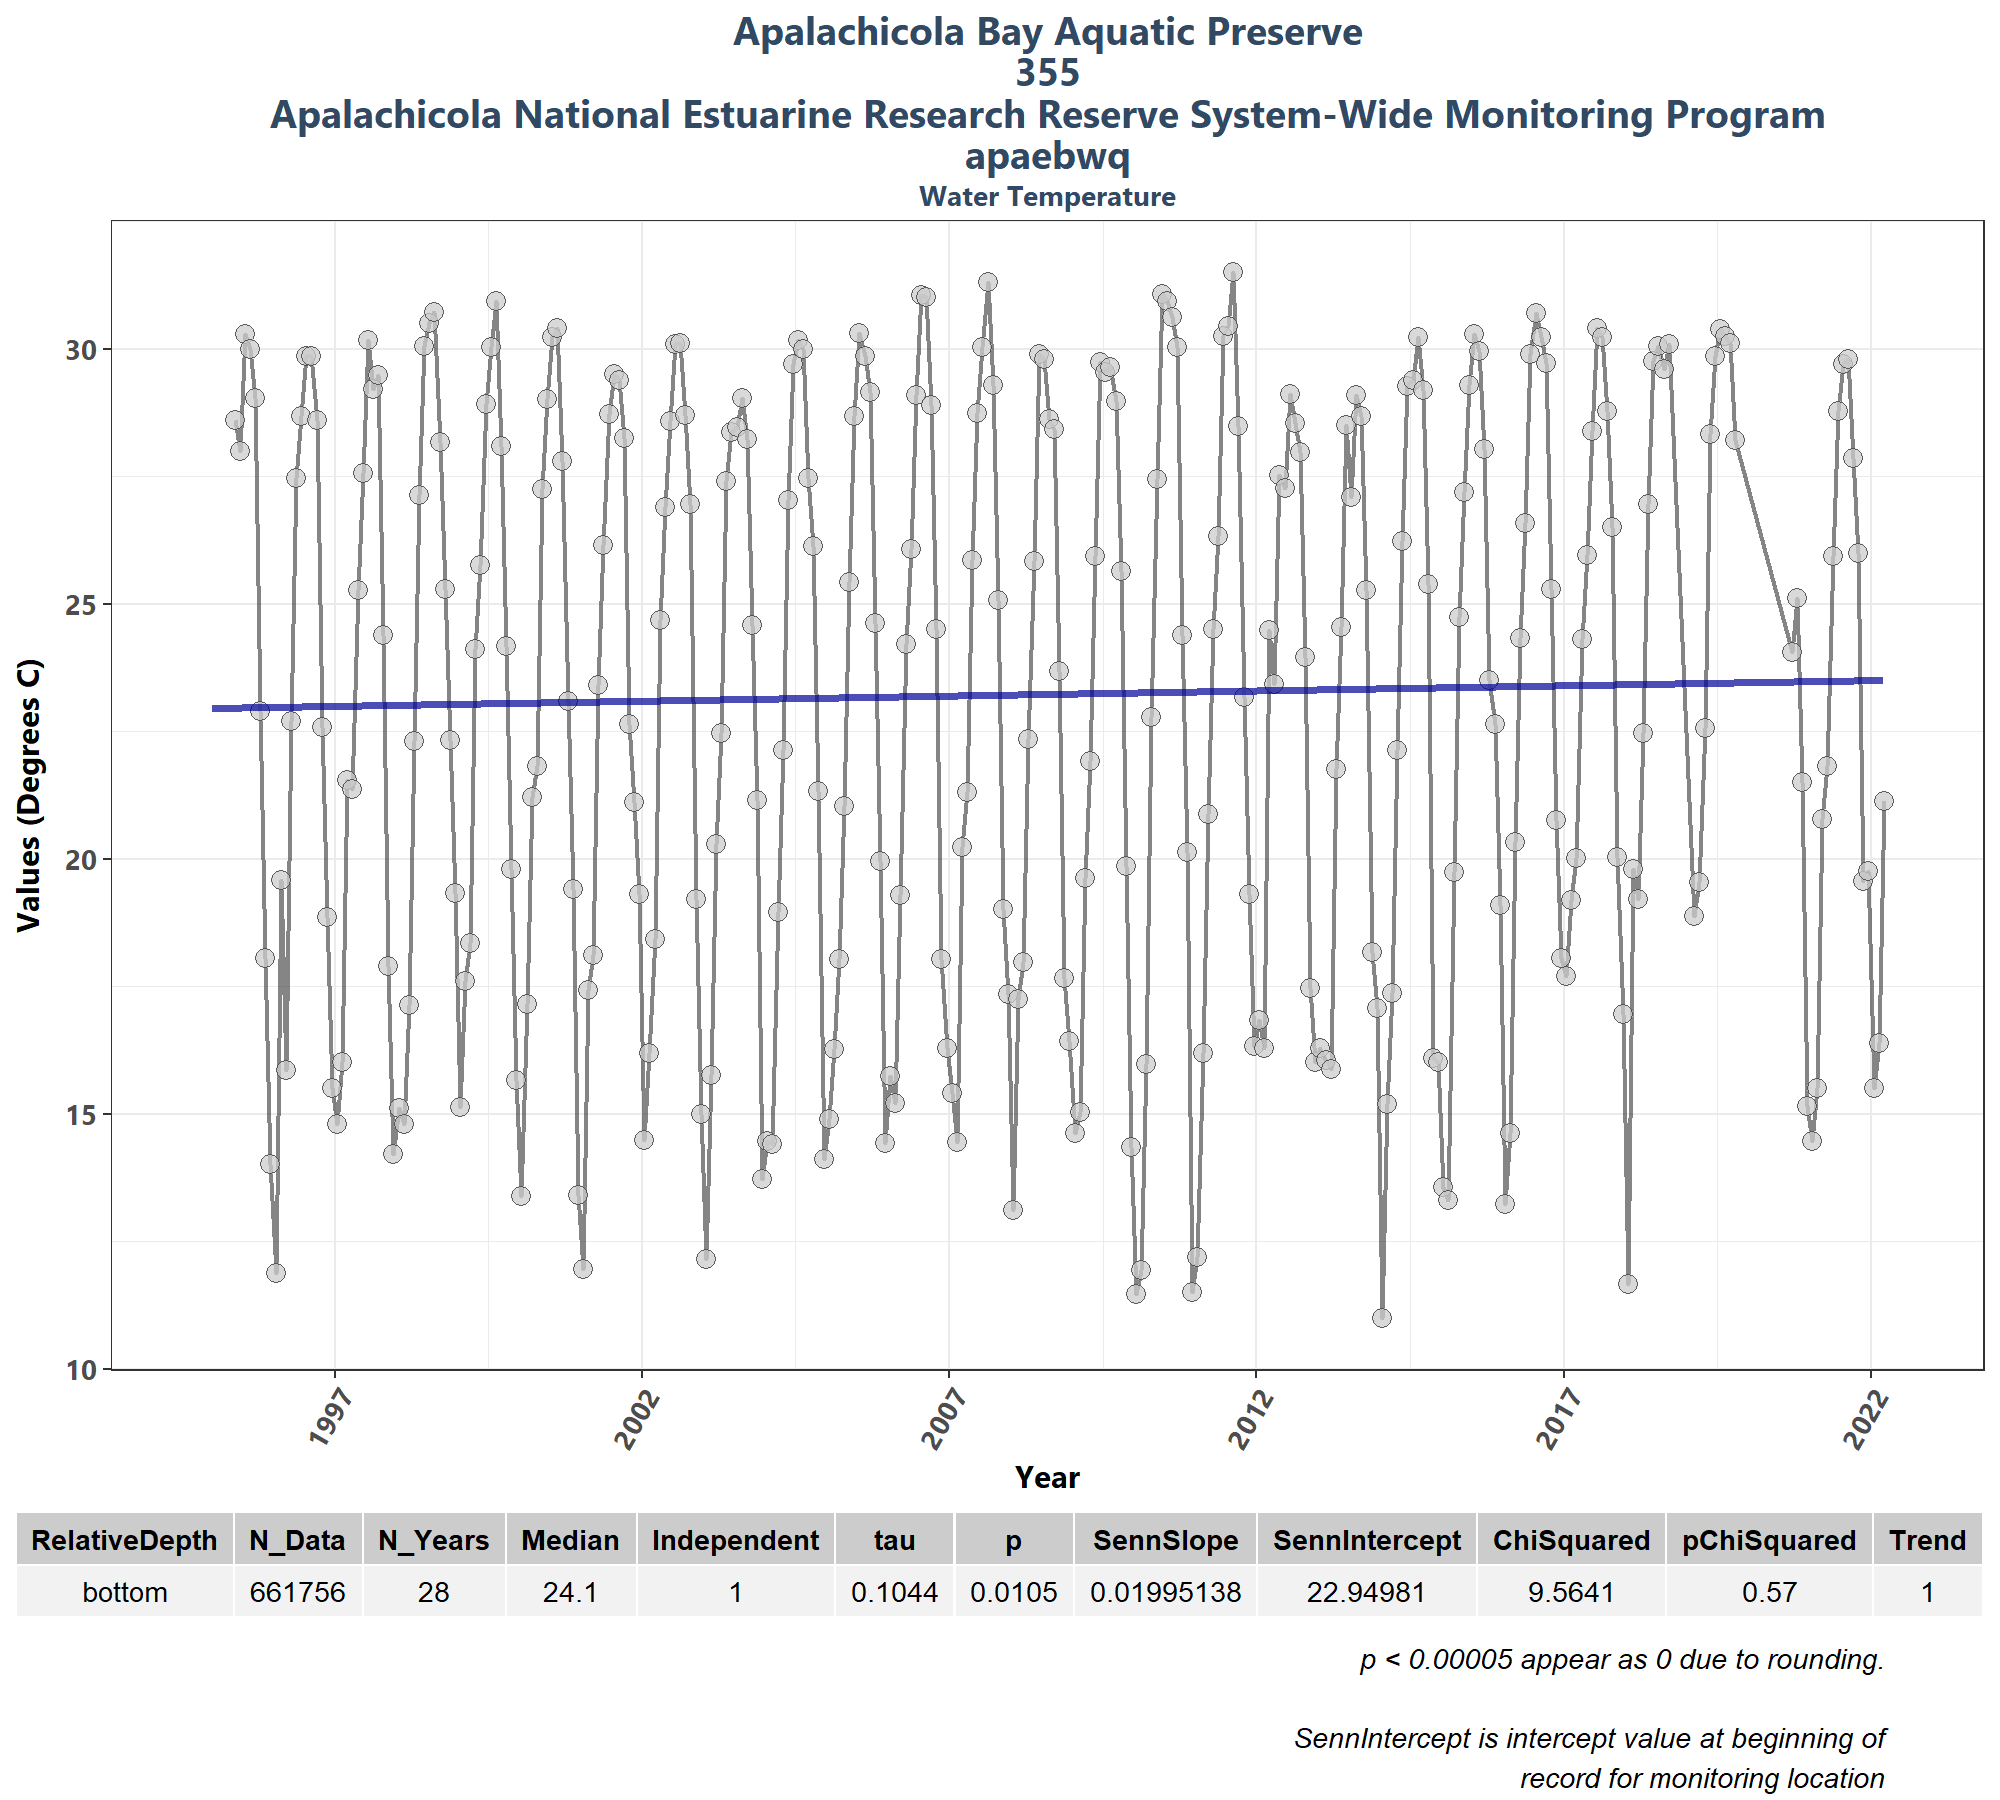 Apalachicola Bay Aquatic Preserve
355
Apalachicola National Estuarine Research Reserve System-Wide Monitoring Program
apaebwq
Water Temperature
Values (Degrees C)
30
25
20
15
10
1997
2002
2007
2012
2017
2022
Year
RelativeDepth N_Data N_Years Median Independent tau p SennSlope SennIntercept ChiSquared pChiSquared Trend
bottom 661756 28 24.1 1 0.1044 0.0105 0.01995138 22.94981 9.5641 0.57 1
p < 0.00005 appear as 0 due to rounding.
SennIntercept is intercept value at beginning of
record for monitoring location